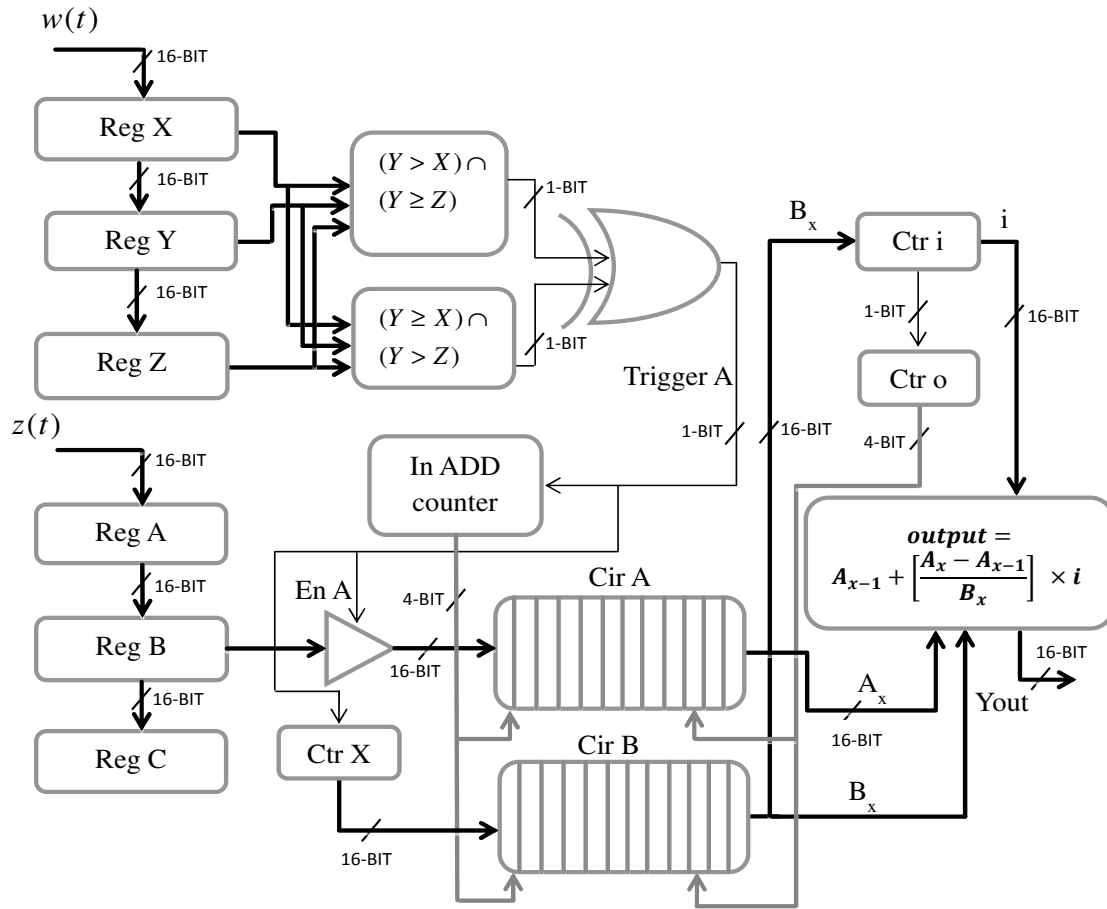 w(t)
16-BIT
Reg X
16-BIT
Reg Y
16-BIT
Reg Z
(Y > X) ∩
(Y ≥ Z)
1-BIT
(Y ≥ X) ∩
(Y > Z)
1-BIT
Trigger A
1-BIT
z(t)
16-BIT
Reg A
16-BIT
Reg B
16-BIT
Reg C
In ADD
counter
En A
4-BIT
16-BIT
Cir A
Ctr X
16-BIT
Cir B
B_x
16-BIT
Ctr i
i
1-BIT
16-BIT
Ctr o
4-BIT
output =
A_{x-1} + [(A_x − A_{x-1}) / B_x] × i
A_x
16-BIT
16-BIT
Yout
B_x